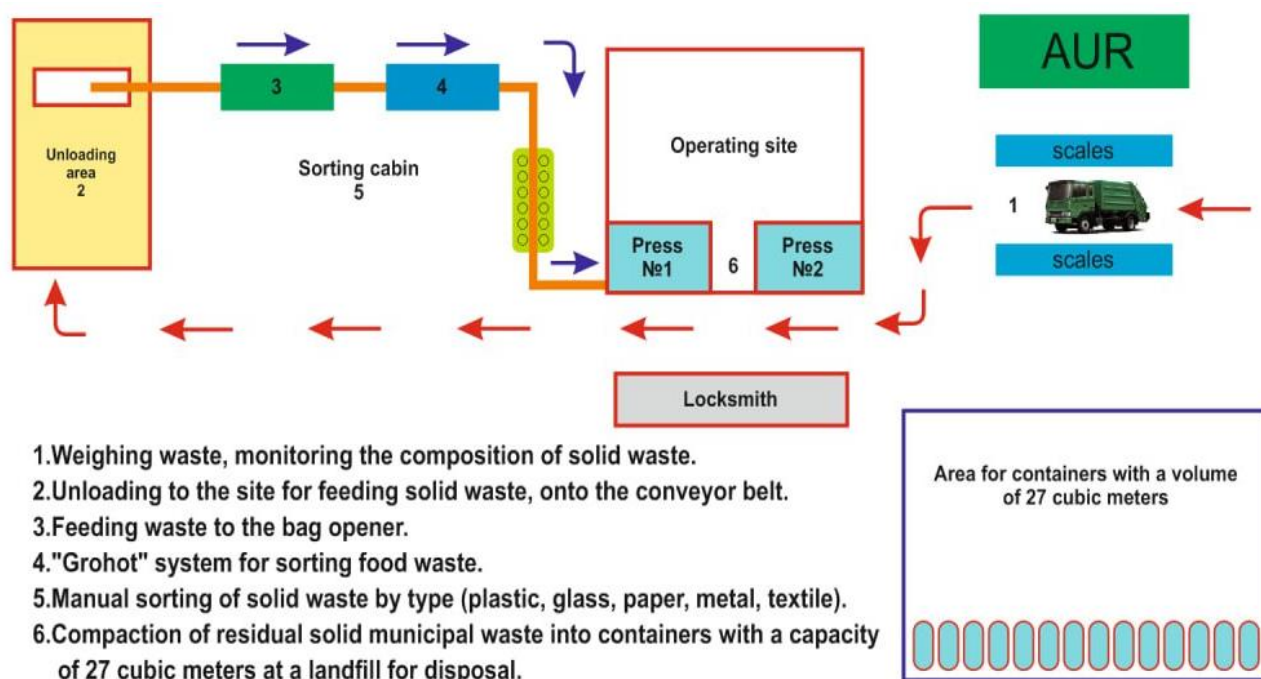 AUR
3
4
Unloading
area
2
Sorting cabin
5
Operating site
scales
1
scales
Press
№1
6
Press
№2
Locksmith
Area for containers with a volume
of 27 cubic meters
1.Weighing waste, monitoring the composition of solid waste.
2.Unloading to the site for feeding solid waste, onto the conveyor belt.
3.Feeding waste to the bag opener.
4."Grohot" system for sorting food waste.
5.Manual sorting of solid waste by type (plastic, glass, paper, metal, textile).
6.Compaction of residual solid municipal waste into containers with a capacity
of 27 cubic meters at a landfill for disposal.